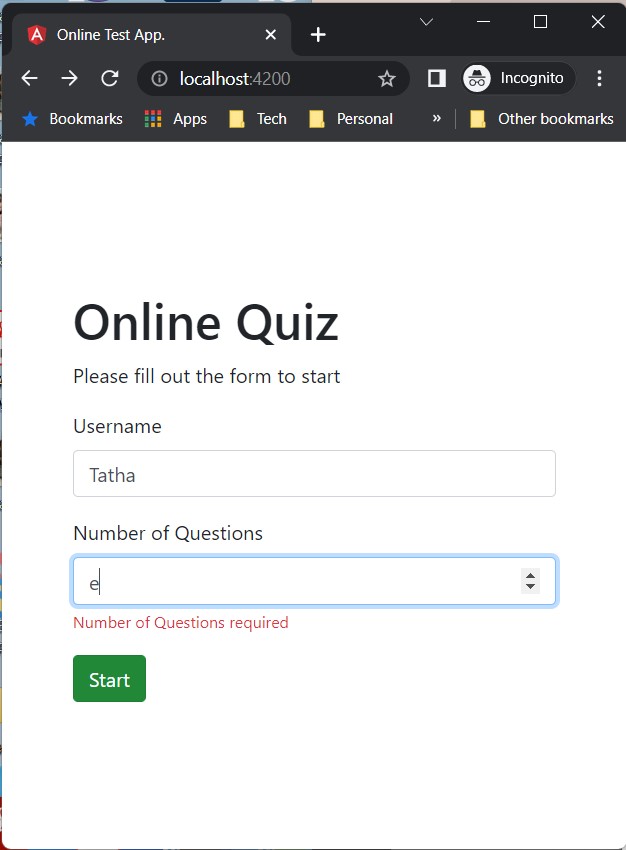 Online Test App.
localhost:4200
Incognito
Bookmarks Apps Tech Personal » Other bookmarks
Online Quiz
Please fill out the form to start
Username
Tatha
Number of Questions
e
Number of Questions required
Start